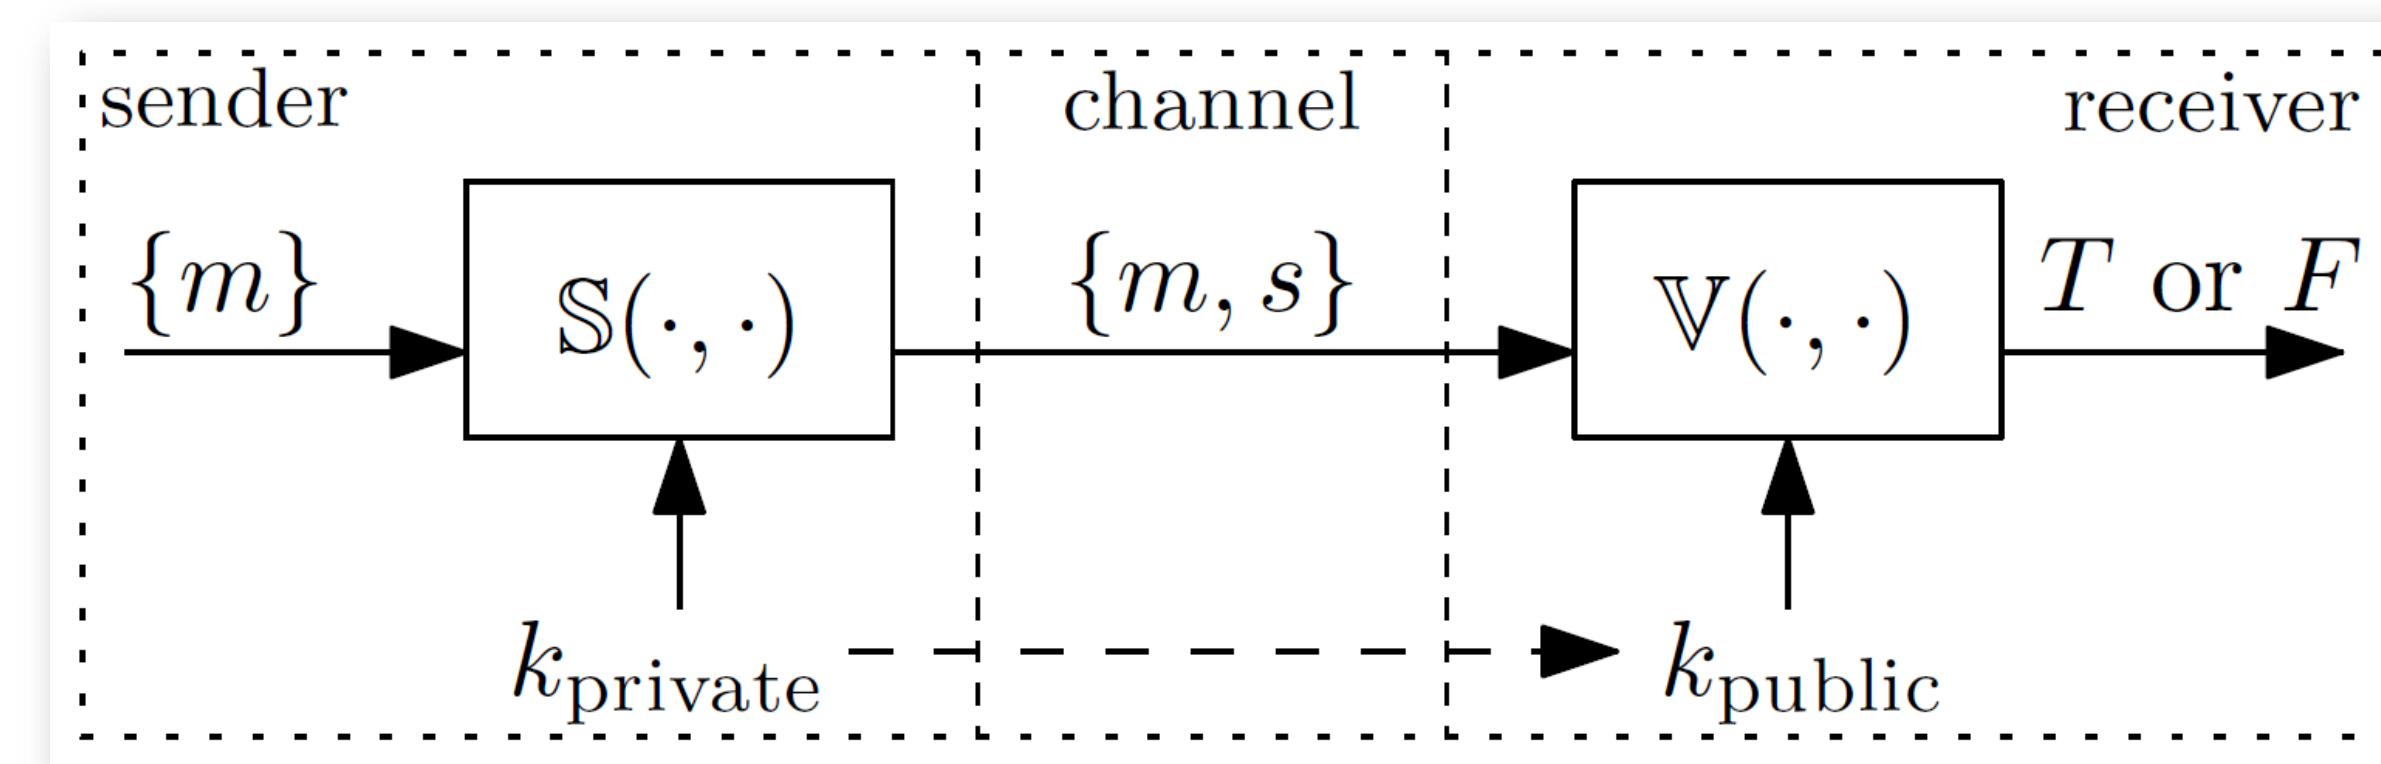 sender channel receiver
{m} {m, s} T or F
𝕊(·, ·) 𝕍(·, ·)
k_private k_public